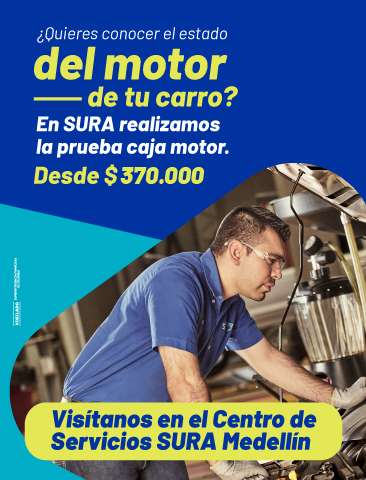 ¿Quieres conocer el estado
del motor
de tu carro?
En SURA realizamos
la prueba caja motor.
Desde $370.000
VIGILADO
Visítanos en el Centro de
Servicios SURA Medellín